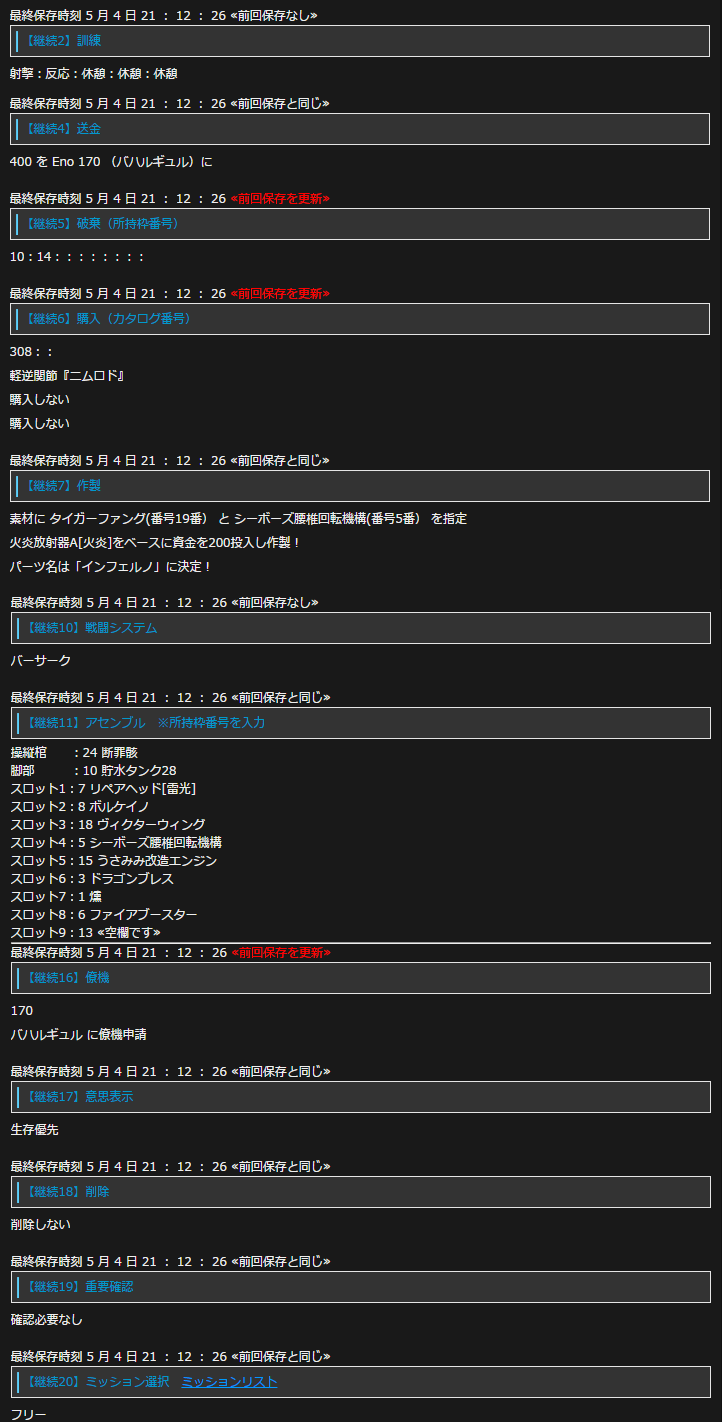 最終保存時刻 5 月 4 日 21 ： 12 ： 26 ≪前回保存なし≫
【継続2】訓練
射撃：反応：休憩：休憩：休憩
最終保存時刻 5 月 4 日 21 ： 12 ： 26 ≪前回保存と同じ≫
【継続4】送金
400 を Eno 170 （バハルギュル）に
最終保存時刻 5 月 4 日 21 ： 12 ： 26 ≪前回保存を更新≫
【継続5】破棄（所持枠番号）
10：14：：：：：：：：
最終保存時刻 5 月 4 日 21 ： 12 ： 26 ≪前回保存を更新≫
【継続6】購入（カタログ番号）
308：：
軽逆関節『ニムロド』
購入しない
購入しない
最終保存時刻 5 月 4 日 21 ： 12 ： 26 ≪前回保存と同じ≫
【継続7】作製
素材に タイガーファング(番号19番） と シーボーズ腰椎回転機構(番号5番） を指定
火炎放射器A[火炎]をベースに資金を200投入し作製！
パーツ名は「インフェルノ」に決定！
最終保存時刻 5 月 4 日 21 ： 12 ： 26 ≪前回保存なし≫
【継続10】戦闘システム
バーサーク
最終保存時刻 5 月 4 日 21 ： 12 ： 26 ≪前回保存と同じ≫
【継続11】アセンブル　※所持枠番号を入力
操縦棺　　：24 断罪骸
脚部　　　：10 貯水タンク28
スロット1：7 リペアヘッド[雷光]
スロット2：8 ボルケイノ
スロット3：18 ヴィクターウィング
スロット4：5 シーボーズ腰椎回転機構
スロット5：15 うさみみ改造エンジン
スロット6：3 ドラゴンブレス
スロット7：1 燻
スロット8：6 ファイアブースター
スロット9：13 ≪空欄です≫
最終保存時刻 5 月 4 日 21 ： 12 ： 26 ≪前回保存を更新≫
【継続16】僚機
170
バハルギュル に僚機申請
最終保存時刻 5 月 4 日 21 ： 12 ： 26 ≪前回保存と同じ≫
【継続17】意思表示
生存優先
最終保存時刻 5 月 4 日 21 ： 12 ： 26 ≪前回保存と同じ≫
【継続18】削除
削除しない
最終保存時刻 5 月 4 日 21 ： 12 ： 26 ≪前回保存と同じ≫
【継続19】重要確認
確認必要なし
最終保存時刻 5 月 4 日 21 ： 12 ： 26 ≪前回保存と同じ≫
【継続20】ミッション選択　ミッションリスト
フリー